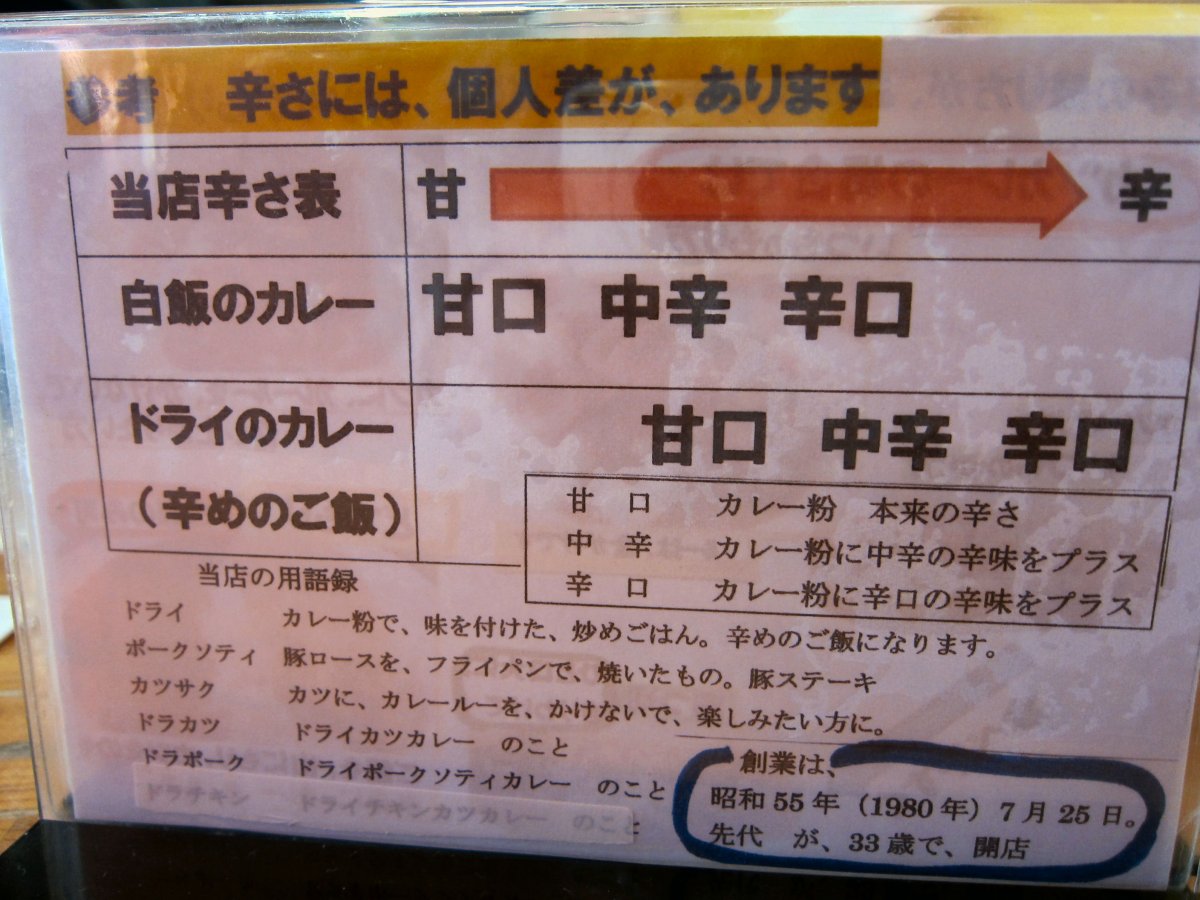 参考 辛さには、個人差が、あります
当店辛さ表 甘 辛
白飯のカレー 甘口 中辛 辛口
ドライのカレー 甘口 中辛 辛口
(辛めのご飯)
甘 口 カレー粉 本来の辛さ
中 辛 カレー粉に中辛の辛味をプラス
辛 口 カレー粉に辛口の辛味をプラス
当店の用語録
ドライ カレー粉で、味を付けた、炒めごはん。辛めのご飯になります。
ポークソティ 豚ロースを、フライパンで、焼いたもの。豚ステーキ
カツサク カツに、カレールーを、かけないで、楽しみたい方に。
ドラカツ ドライカツカレー のこと
ドラポーク ドライポークソティカレー のこと
ドラチキン ドライチキンカツカレー のこと
創業は、
昭和55年(1980年)7月25日。
先代 が、33歳で、開店